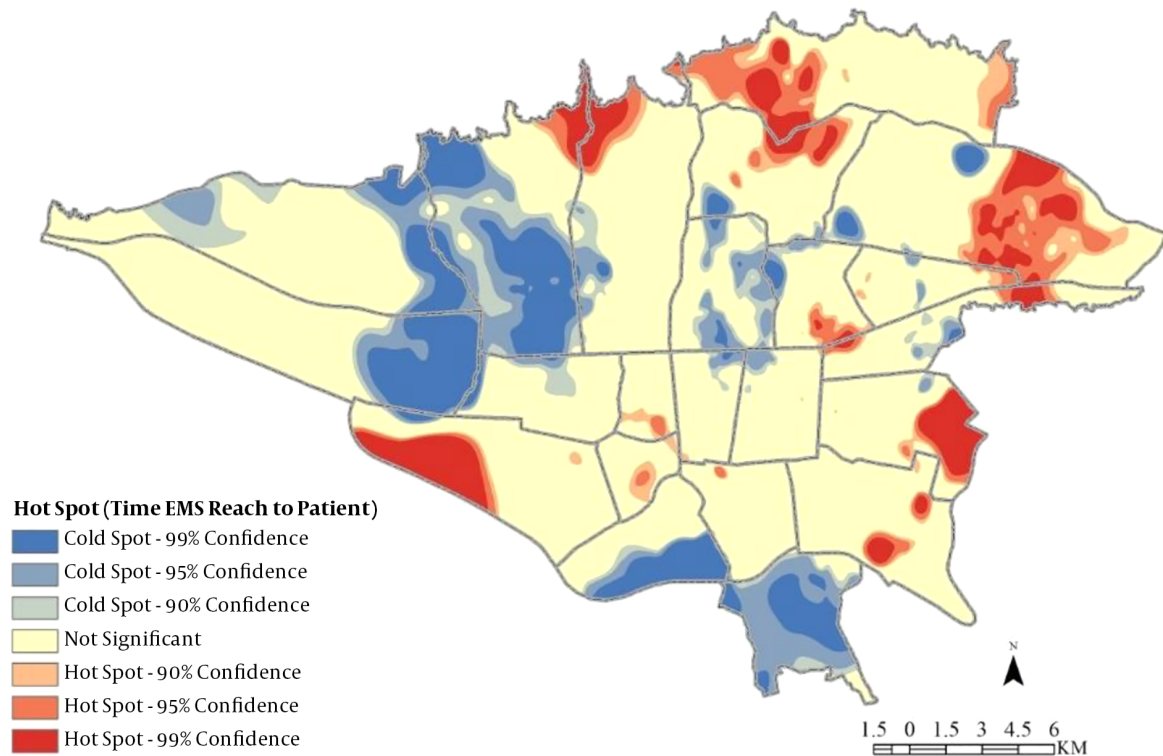 Hot Spot (Time EMS Reach to Patient)
Cold Spot - 99% Confidence
Cold Spot - 95% Confidence
Cold Spot - 90% Confidence
Not Significant
Hot Spot - 90% Confidence
Hot Spot - 95% Confidence
Hot Spot - 99% Confidence
N
1.5 0 1.5 3 4.5 6
KM